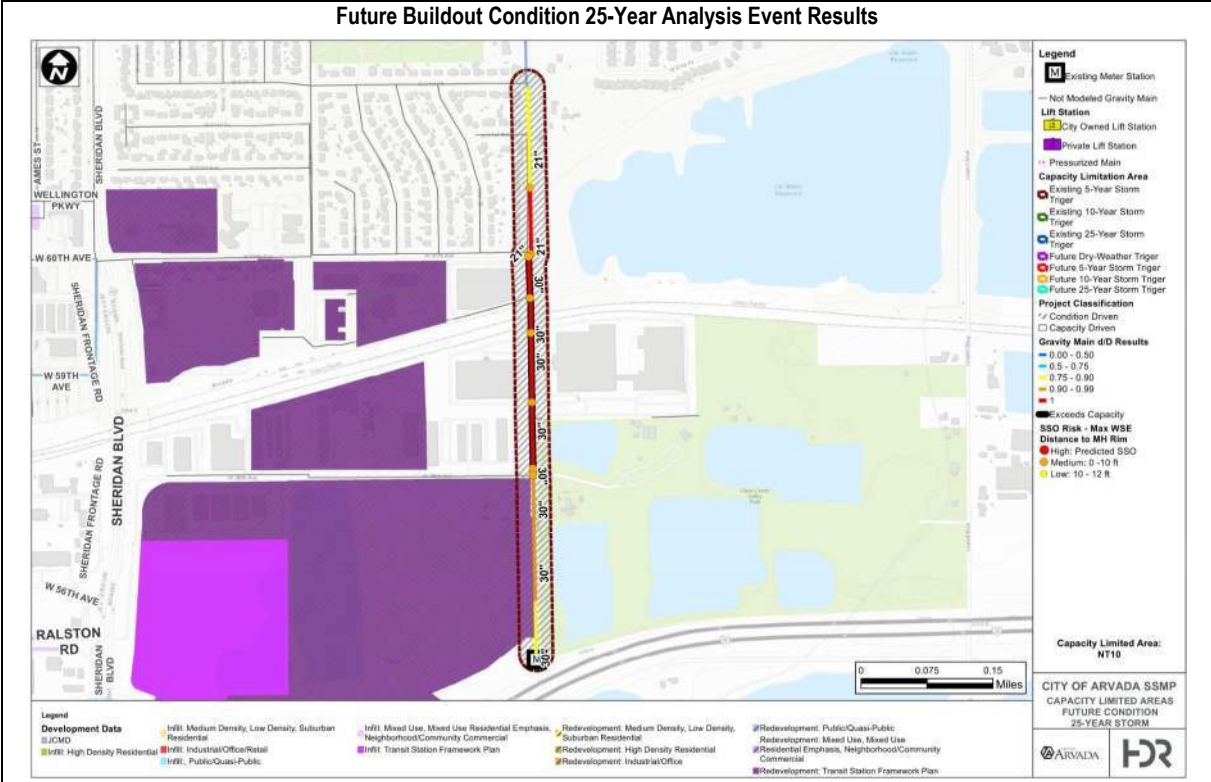 Future Buildout Condition 25-Year Analysis Event Results
N
AMES ST
SHERIDAN BLVD
WELLINGTON
PKWY
W 60TH AVE
SHERIDAN FRONTAGE RD
W 59TH
AVE
SHERIDAN BLVD
SHERIDAN FRONTAGE RD
W 56TH AVE
RALSTON
RD
SHERIDAN
BLVD
21"
21"
21"
30"
30"
30"
30"
30"
30"
30"
30"
M
0 0.075 0.15
Miles
Legend
M Existing Meter Station
Not Modeled Gravity Main
Lift Station
City Owned Lift Station
Private Lift Station
Pressurized Main
Capacity Limitation Area
Existing 5-Year Storm
Triger
Existing 10-Year Storm
Triger
Existing 25-Year Storm
Triger
Future Dry-Weather Triger
Future 5-Year Storm Triger
Future 10-Year Storm Triger
Future 25-Year Storm Triger
Project Classification
Condition Driven
Capacity Driven
Gravity Main d/D Results
0.00 - 0.50
0.5 - 0.75
0.75 - 0.90
0.90 - 0.99
1
Exceeds Capacity
SSO Risk - Max WSE
Distance to MH Rim
High: Predicted SSO
Medium: 0 -10 ft
Low: 10 - 12 ft
Capacity Limited Area:
NT10
CITY OF ARVADA SSMP
CAPACITY LIMITED AREAS
FUTURE CONDITION
25-YEAR STORM
ARVADA
HDR
Legend
Development Data
JCMD
Infill: High Density Residential
Infill: Medium Density, Low Density, Suburban
Residential
Infill: Industrial/Office/Retail
Infill:, Public/Quasi-Public
Infill: Mixed Use, Mixed Use Residential Emphasis,
Neighborhood/Community Commercial
Infill: Transit Station Framework Plan
Redevelopment: Medium Density, Low Density,
Suburban Residential
Redevelopment: High Density Residential
Redevelopment: Industrial/Office
Redevelopment: Public/Quasi-Public
Redevelopment: Mixed Use, Mixed Use
Residential Emphasis, Neighborhood/Community
Commercial
Redevelopment: Transit Station Framework Plan